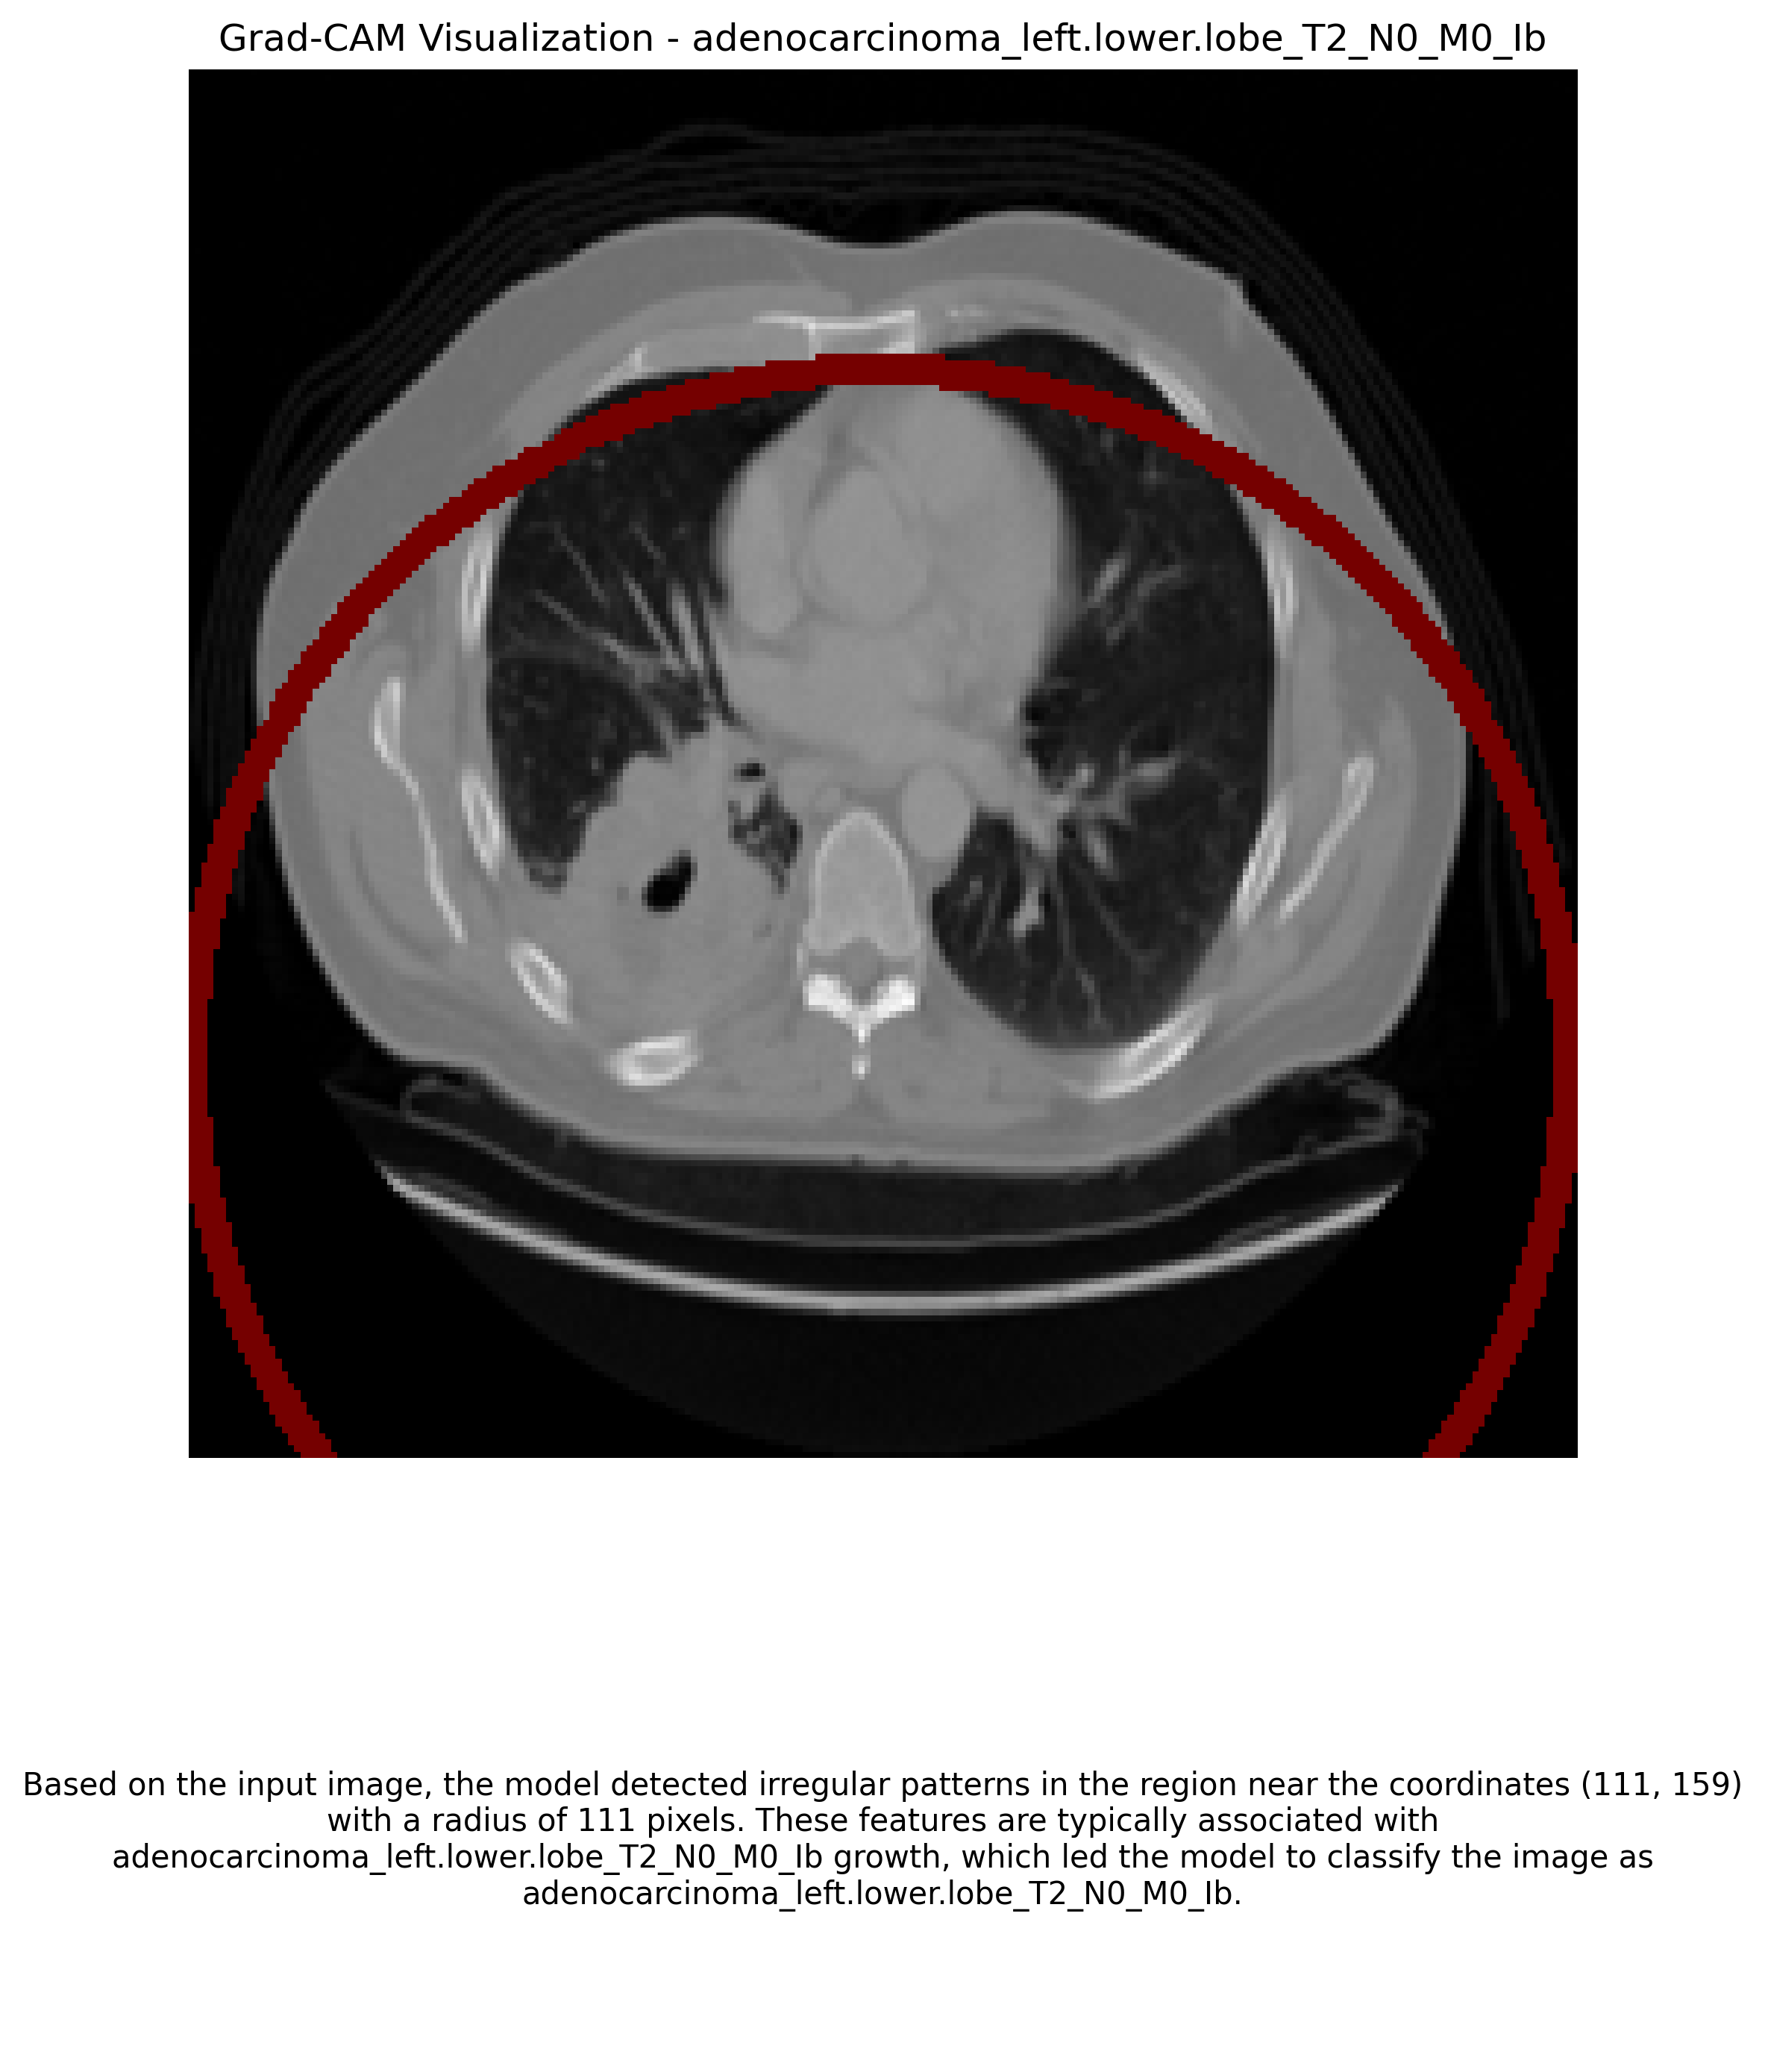 Grad-CAM Visualization - adenocarcinoma_left.lower.lobe_T2_N0_M0_Ib
Based on the input image, the model detected irregular patterns in the region near the coordinates (111, 159)
with a radius of 111 pixels. These features are typically associated with
adenocarcinoma_left.lower.lobe_T2_N0_M0_Ib growth, which led the model to classify the image as
adenocarcinoma_left.lower.lobe_T2_N0_M0_Ib.